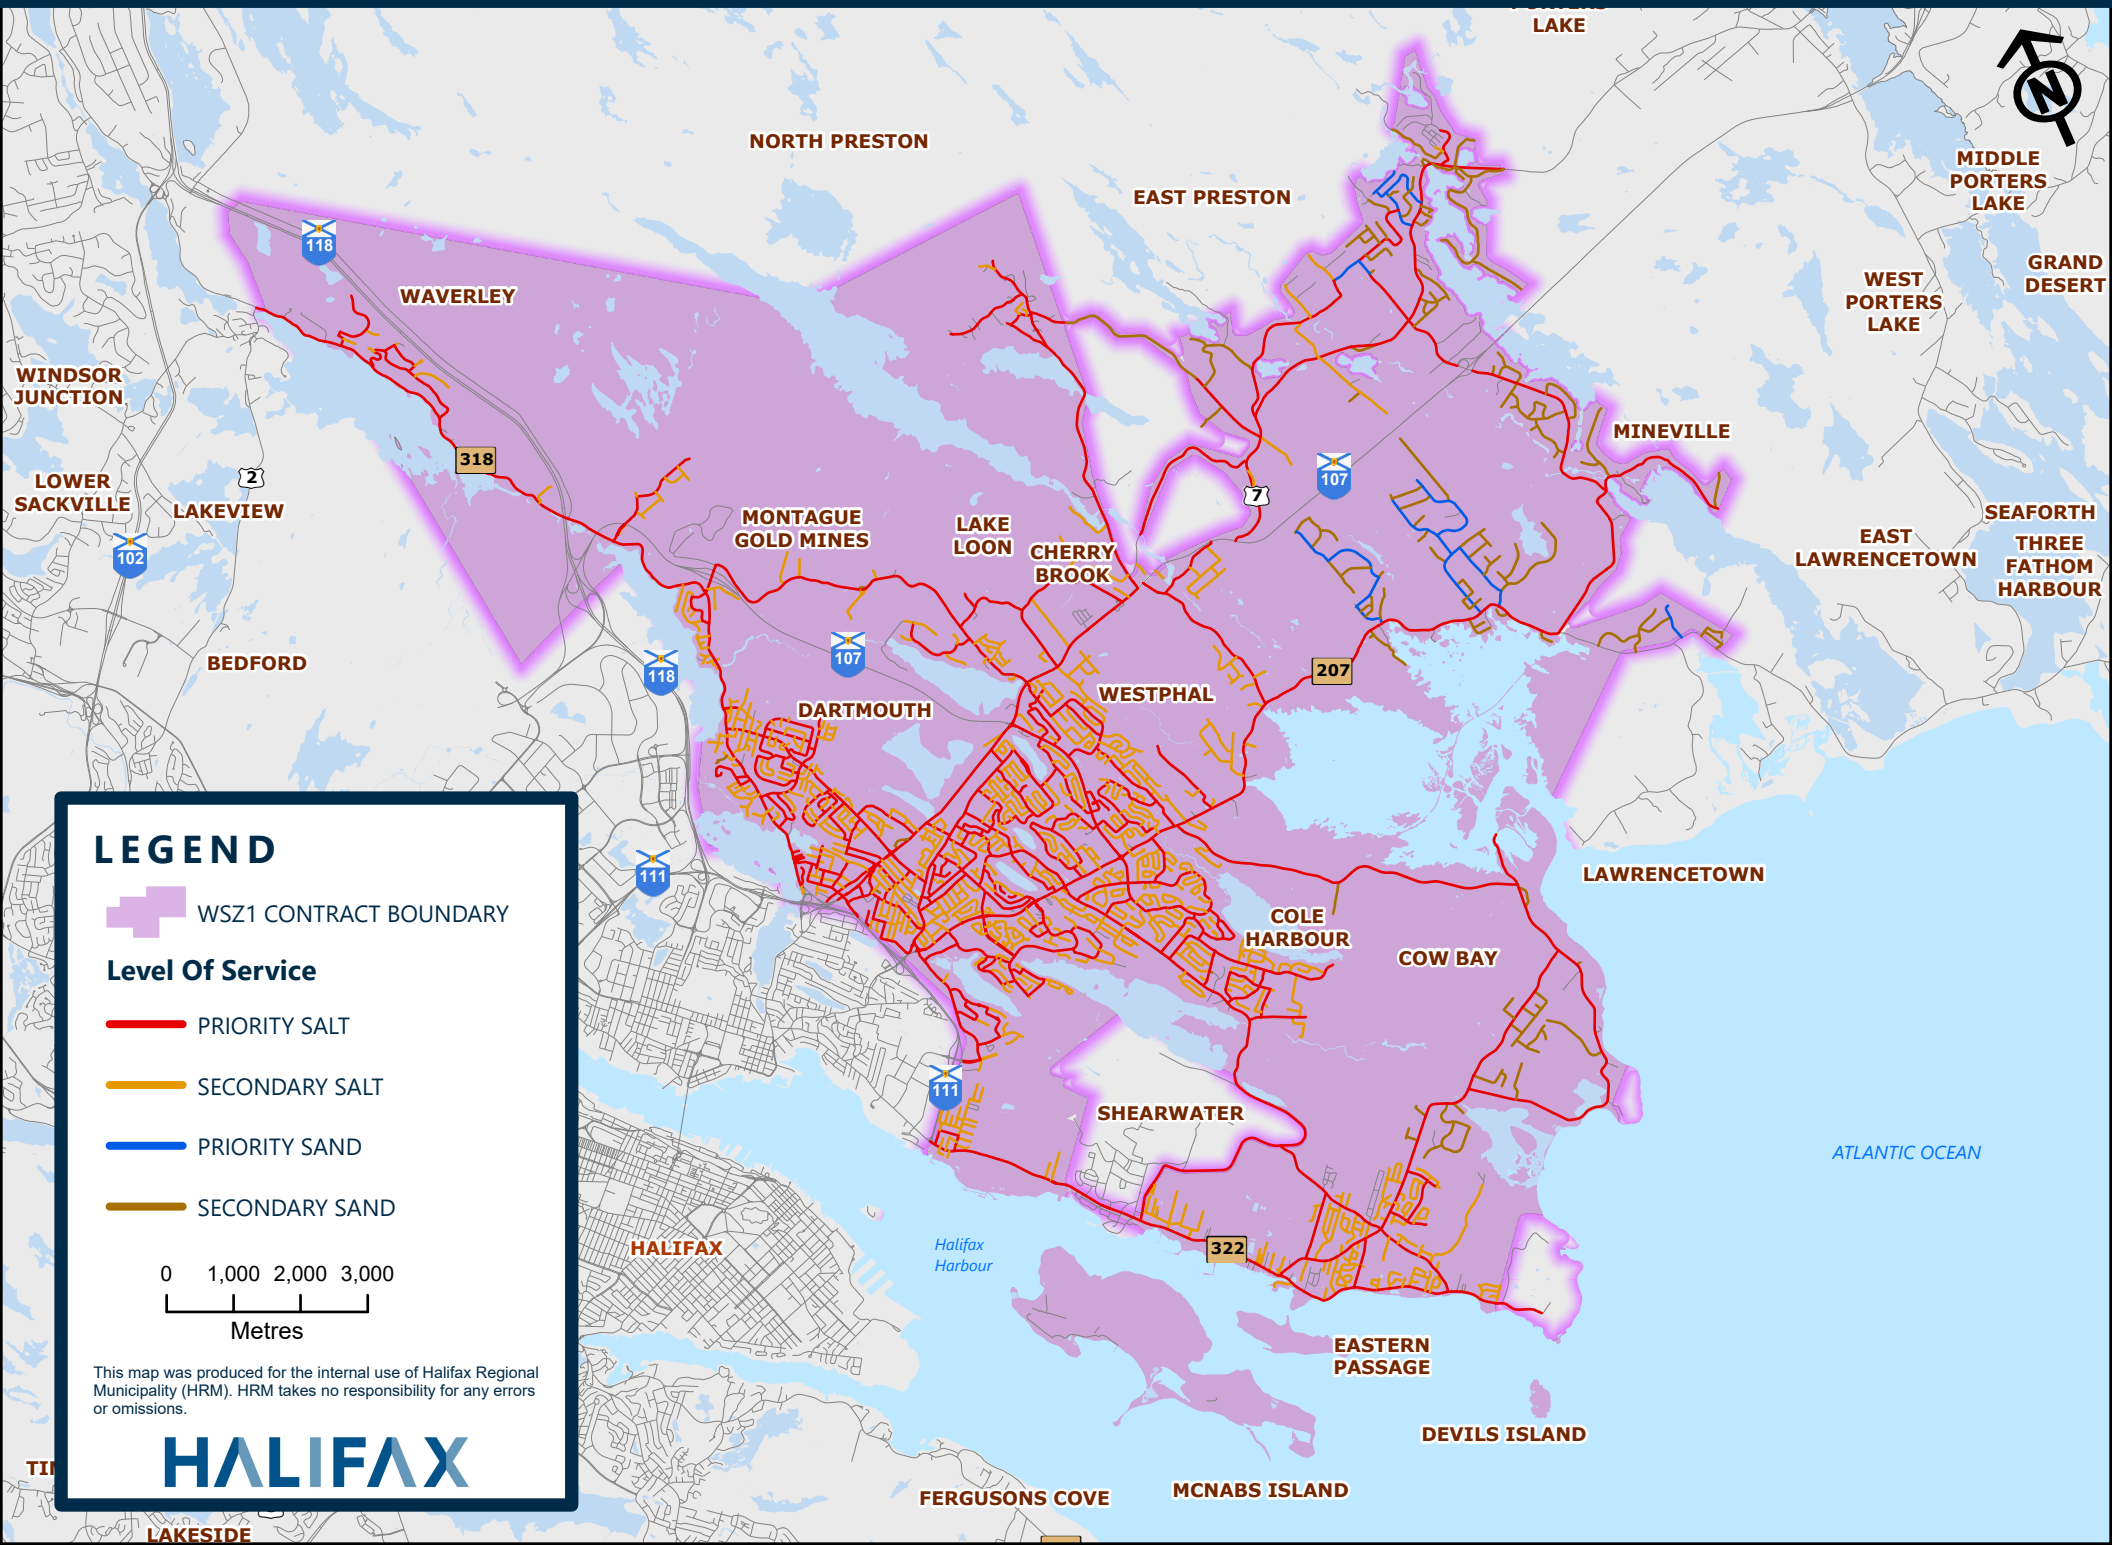 LAKE
N
NORTH PRESTON
EAST PRESTON
MIDDLE
PORTERS
LAKE
118
WAVERLEY
WEST
PORTERS
LAKE
GRAND
DESERT
WINDSOR
JUNCTION
MINEVILLE
318
2
107
7
LOWER
SACKVILLE
LAKEVIEW
MONTAGUE
GOLD MINES
LAKE
LOON
CHERRY
BROOK
SEAFORTH
EAST
LAWRENCETOWN
THREE
FATHOM
HARBOUR
102
BEDFORD
118
107
207
DARTMOUTH
WESTPHAL
111
LAWRENCETOWN
COLE
HARBOUR
COW BAY
111
SHEARWATER
ATLANTIC OCEAN
HALIFAX
Halifax
Harbour
322
EASTERN
PASSAGE
DEVILS ISLAND
MCNABS ISLAND
FERGUSONS COVE
LAKESIDE
LEGEND
WSZ1 CONTRACT BOUNDARY
Level Of Service
PRIORITY SALT
SECONDARY SALT
PRIORITY SAND
SECONDARY SAND
0 1,000 2,000 3,000
Metres
This map was produced for the internal use of Halifax Regional
Municipality (HRM). HRM takes no responsibility for any errors
or omissions.
HALIFAX